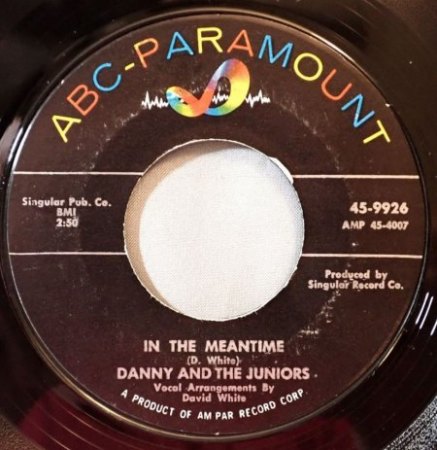 ABC-PARAMOUNT
Singular Pub. Co.
BMI
2:50
45-9926
AMP 45-4007
Produced by
Singular Record Co.
IN THE MEANTIME
(D. White)
DANNY AND THE JUNIORS
Vocal Arrangements By
David White
A PRODUCT OF AM PAR RECORD CORP.